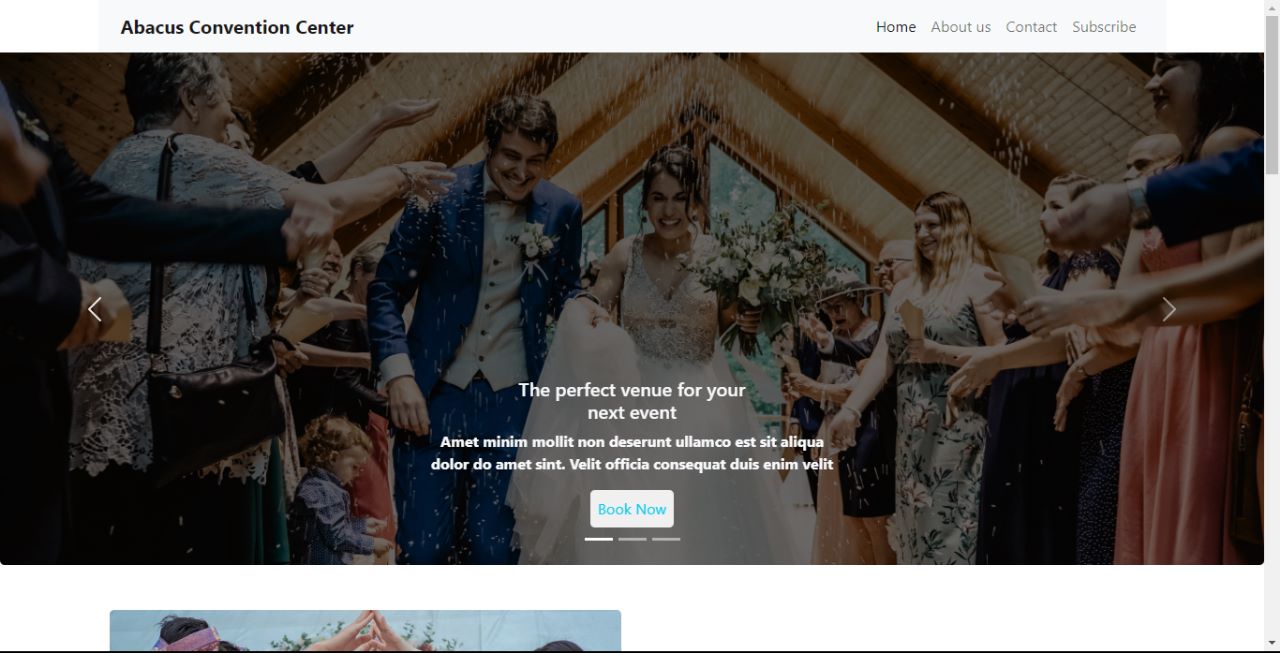 Abacus Convention Center
Home About us Contact Subscribe
The perfect venue for your
next event
Amet minim mollit non deserunt ullamco est sit aliqua
dolor do amet sint. Velit officia consequat duis enim velit
Book Now